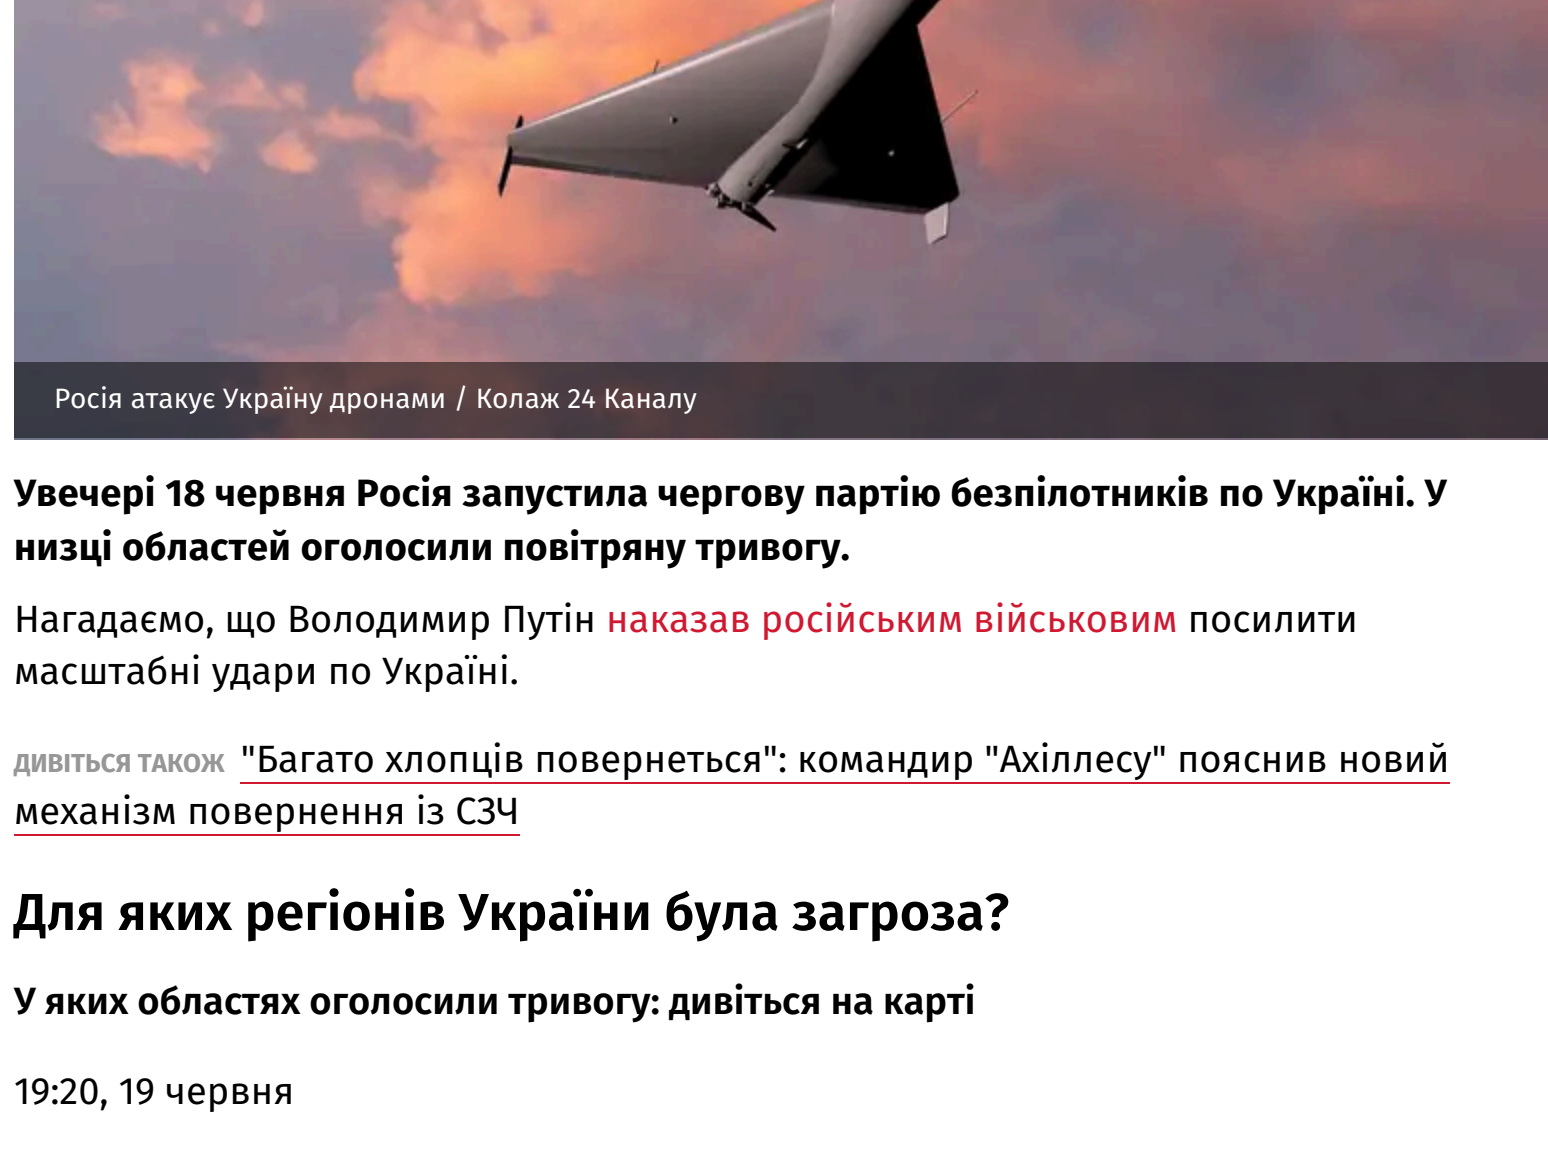 Росія атакує Україну дронами / Колаж 24 Каналу
Увечері 18 червня Росія запустила чергову партію безпілотників по Україні. У
низці областей оголосили повітряну тривогу.
Нагадаємо, що Володимир Путін наказав російським військовим посилити
масштабні удари по Україні.
ДИВІТЬСЯ ТАКОЖ "Багато хлопців повернеться": командир "Ахіллесу" пояснив новий
механізм повернення із СЗЧ
Для яких регіонів України була загроза?
У яких областях оголосили тривогу: дивіться на карті
19:20, 19 червня